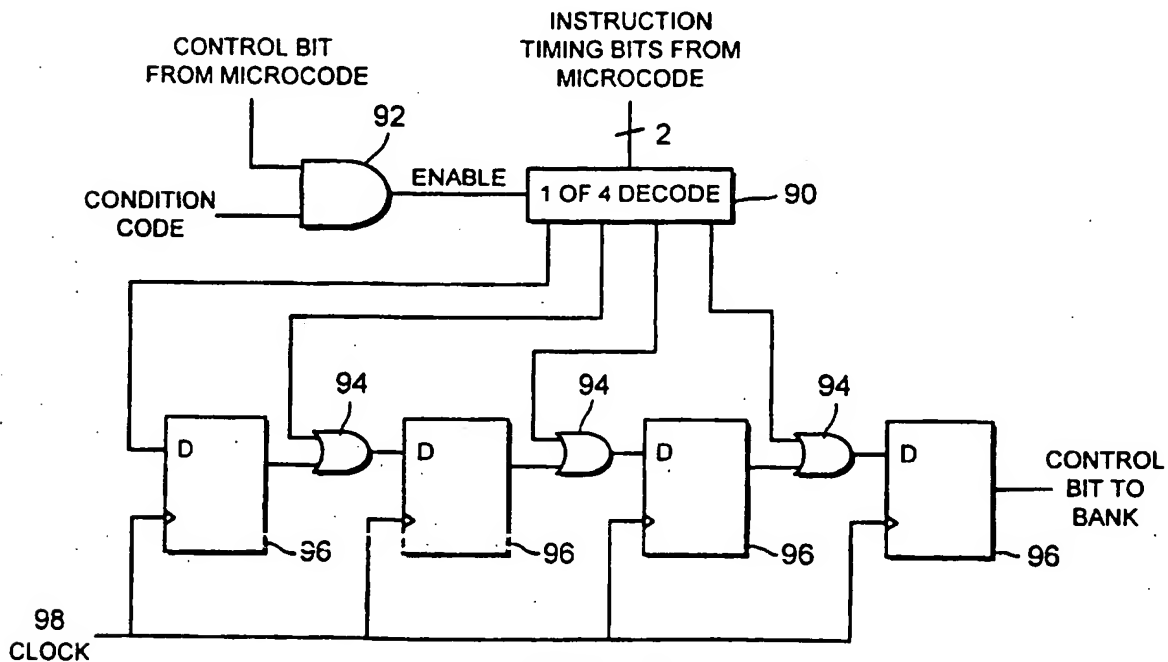 INSTRUCTION
TIMING BITS FROM
MICROCODE
CONTROL BIT
FROM MICROCODE
92
2
ENABLE
1 OF 4 DECODE
90
CONDITION
CODE
94
94
94
D
D
D
D
CONTROL
BIT TO
BANK
96
96
96
96
98
CLOCK